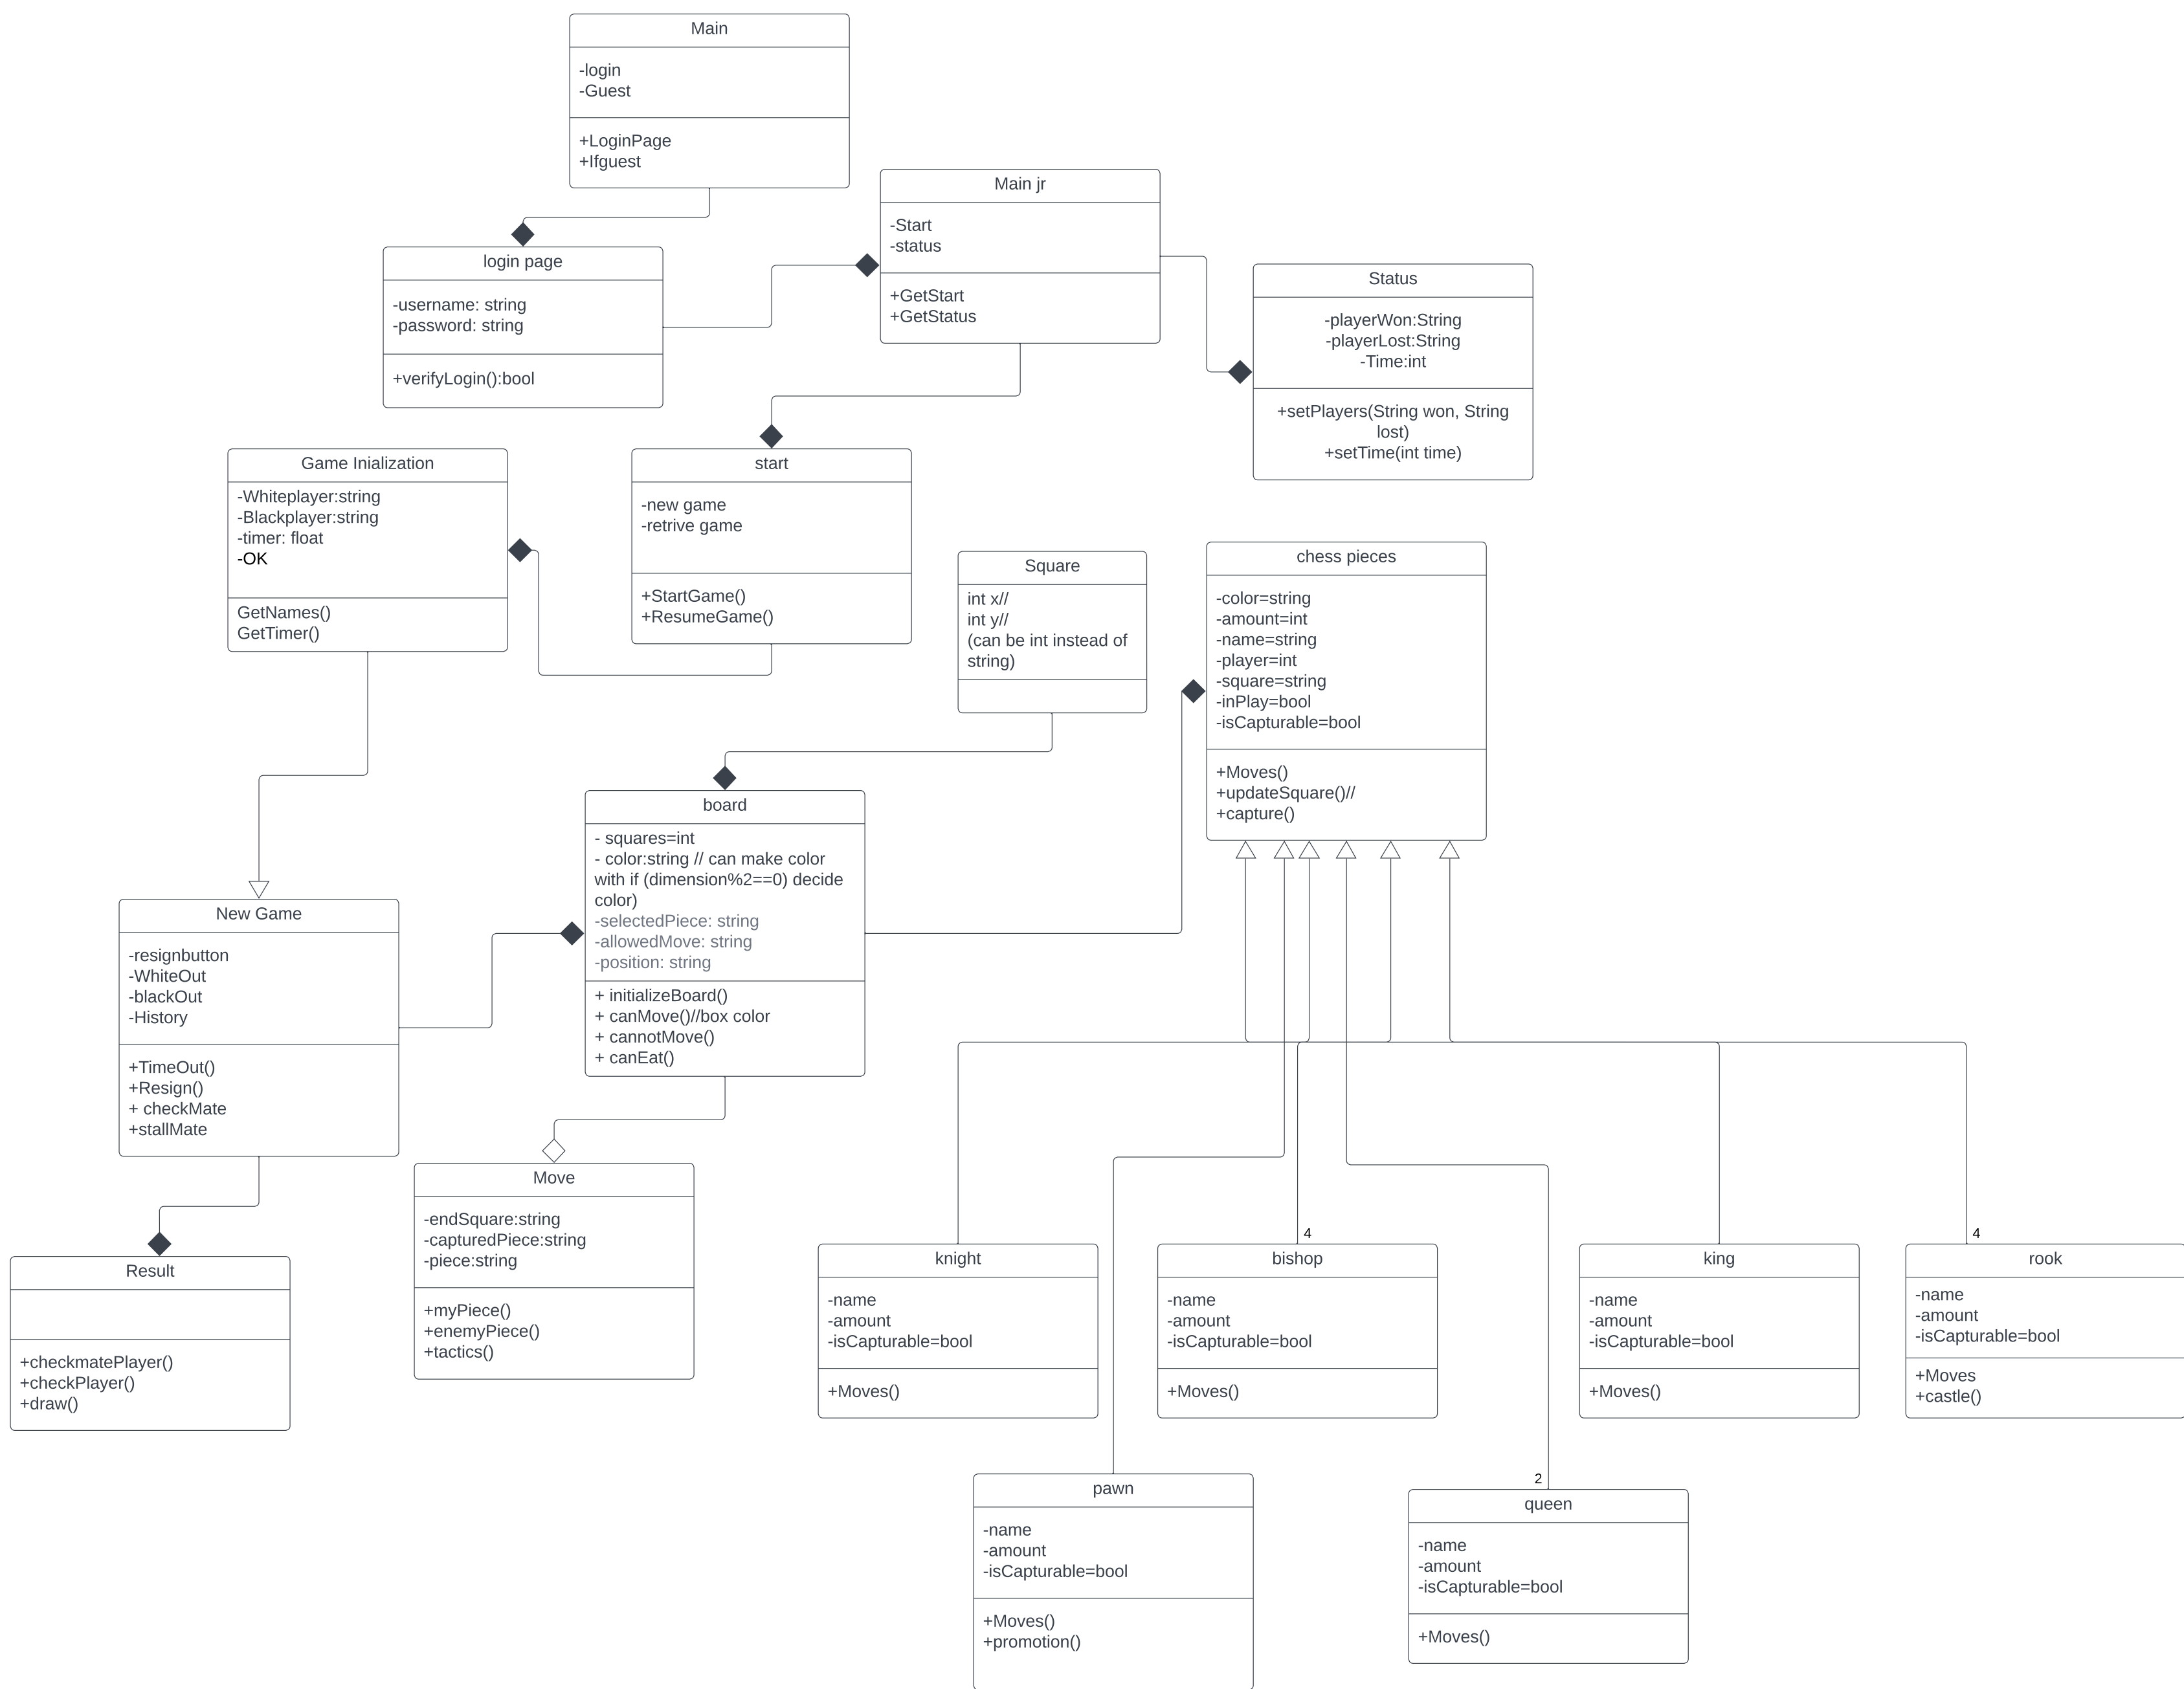 Main
-login
-Guest
+LoginPage
+Ifguest
Main jr
-Start
-status
+GetStart
+GetStatus
login page
-username: string
-password: string
+verifyLogin():bool
Status
-playerWon:String
-playerLost:String
-Time:int
+setPlayers(String won, String
lost)
+setTime(int time)
Game Inialization
-Whiteplayer:string
-Blackplayer:string
-timer: float
-OK
GetNames()
GetTimer()
start
-new game
-retrive game
+StartGame()
+ResumeGame()
Square
int x//
int y//
(can be int instead of
string)
chess pieces
-color=string
-amount=int
-name=string
-player=int
-square=string
-inPlay=bool
-isCapturable=bool
+Moves()
+updateSquare()//
+capture()
board
- squares=int
- color:string // can make color
with if (dimension%2==0) decide
color)
-selectedPiece: string
-allowedMove: string
-position: string
+ initializeBoard()
+ canMove()//box color
+ cannotMove()
+ canEat()
New Game
-resignbutton
-WhiteOut
-blackOut
-History
+TimeOut()
+Resign()
+ checkMate
+stallMate
Move
-endSquare:string
-capturedPiece:string
-piece:string
+myPiece()
+enemyPiece()
+tactics()
Result
+checkmatePlayer()
+checkPlayer()
+draw()
knight
-name
-amount
-isCapturable=bool
+Moves()
4
bishop
-name
-amount
-isCapturable=bool
+Moves()
king
-name
-amount
-isCapturable=bool
+Moves()
4
rook
-name
-amount
-isCapturable=bool
+Moves
+castle()
pawn
-name
-amount
-isCapturable=bool
+Moves()
+promotion()
2
queen
-name
-amount
-isCapturable=bool
+Moves()